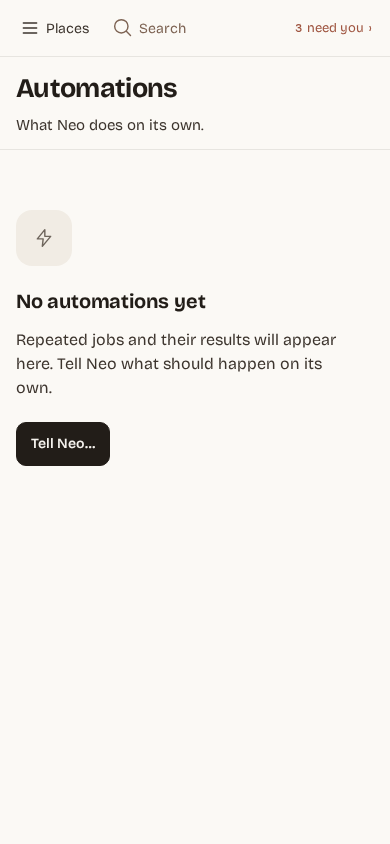 Places
Search
3 need you ›
Automations
What Neo does on its own.
No automations yet
Repeated jobs and their results will appear
here. Tell Neo what should happen on its
own.
Tell Neo...